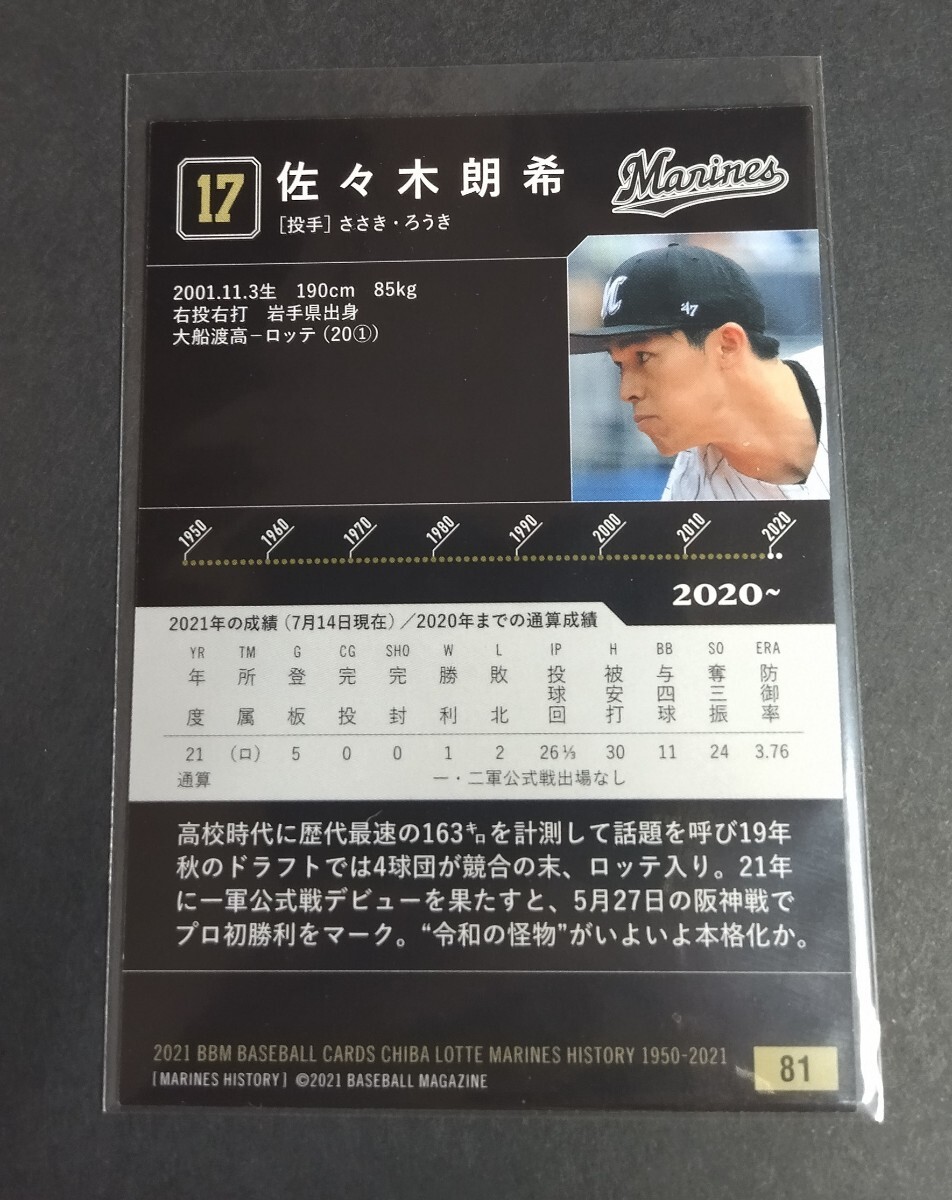 17
佐々木朗希
[投手] ささき・ろうき
Marines
2001.11.3生 190cm 85kg
右投右打 岩手県出身
大船渡高－ロッテ（20①）
M
'47
1950 1960 1970 1980 1990 2000 2010 2020
2020~
2021年の成績（7月14日現在）／2020年までの通算成績
YR TM G CG SHO W L IP H BB SO ERA
年度 所属 登板 完投 完封 勝利 敗北 投球回 被安打 与四球 奪三振 防御率
21 （ロ） 5 0 0 1 2 26 ⅓ 30 11 24 3.76
通算 一・二軍公式戦出場なし
高校時代に歴代最速の163㌔を計測して話題を呼び19年
秋のドラフトでは4球団が競合の末、ロッテ入り。21年
に一軍公式戦デビューを果たすと、5月27日の阪神戦で
プロ初勝利をマーク。“令和の怪物”がいよいよ本格化か。
2021 BBM BASEBALL CARDS CHIBA LOTTE MARINES HISTORY 1950-2021
[MARINES HISTORY] ©2021 BASEBALL MAGAZINE
81